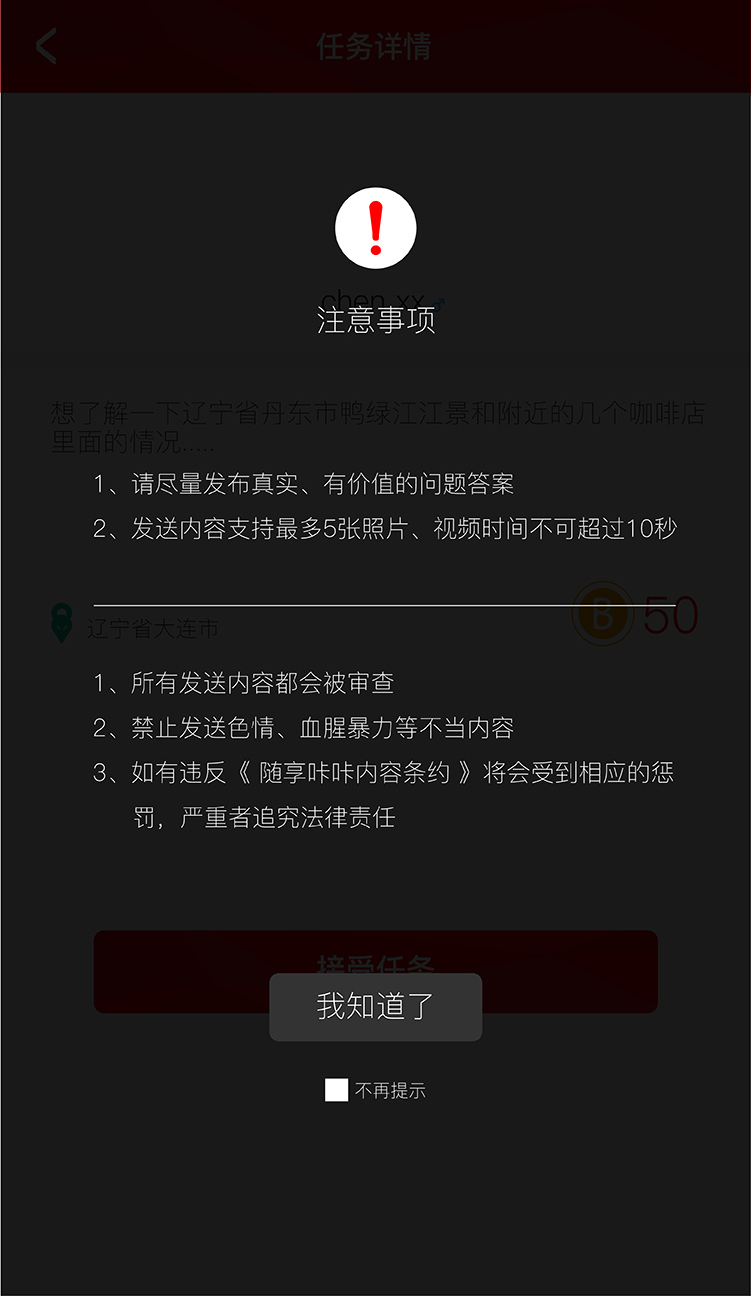 任务详情
chen.xx
注意事项
想了解一下辽宁省丹东市鸭绿江江景和附近的几个咖啡店
里面的情况.....
1、请尽量发布真实、有价值的问题答案
2、发送内容支持最多5张照片、视频时间不可超过10秒
辽宁省大连市
B 50
1、所有发送内容都会被审查
2、禁止发送色情、血腥暴力等不当内容
3、如有违反《 随享咔咔内容条约 》将会受到相应的惩
罚，严重者追究法律责任
接受任务
我知道了
不再提示